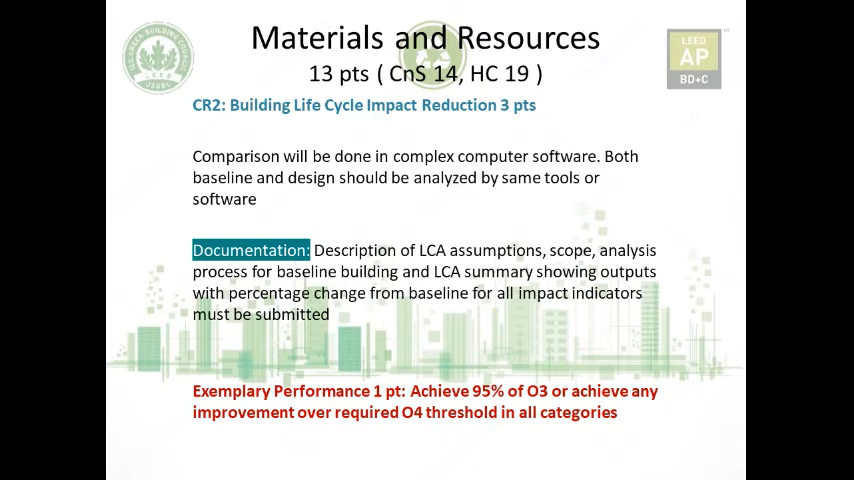 Materials and Resources
13 pts ( CnS 14, HC 19 )
CR2: Building Life Cycle Impact Reduction 3 pts
Comparison will be done in complex computer software. Both
baseline and design should be analyzed by same tools or
software
Documentation: Description of LCA assumptions, scope, analysis
process for baseline building and LCA summary showing outputs
with percentage change from baseline for all impact indicators
must be submitted
Exemplary Performance 1 pt: Achieve 95% of O3 or achieve any
improvement over required O4 threshold in all categories
LEED
AP
BD+C
LEED